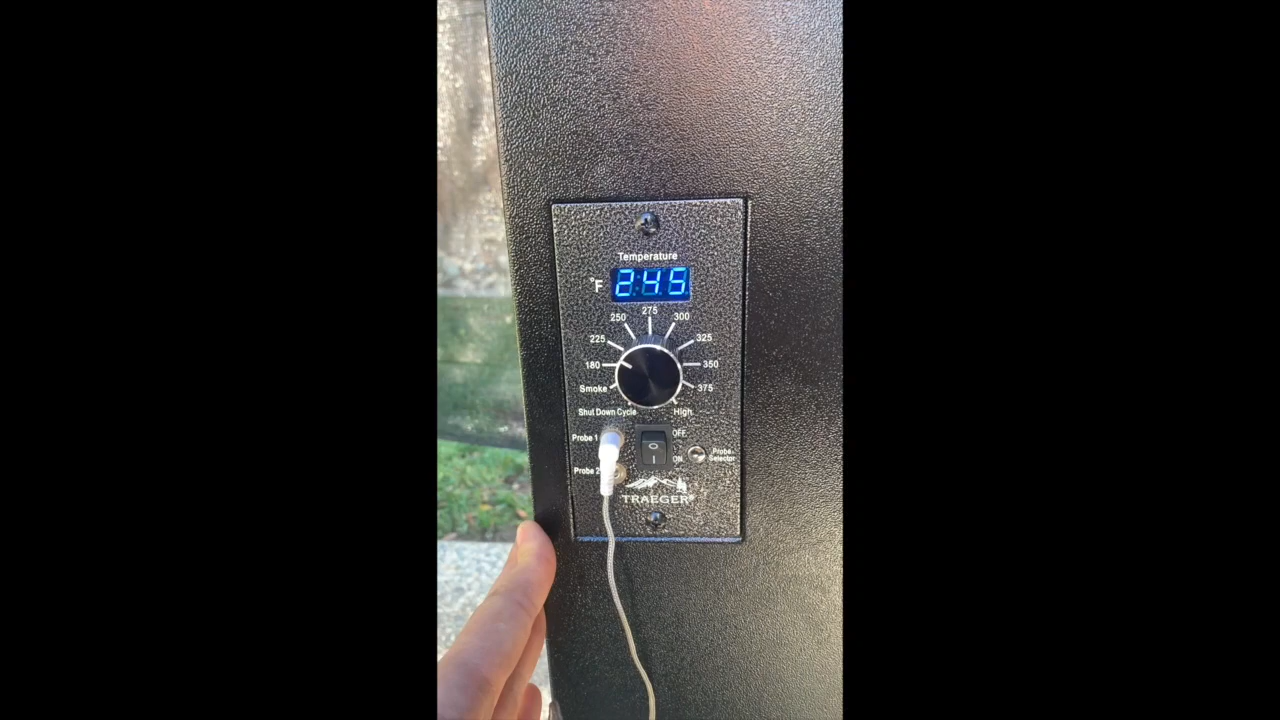 Temperature
°F 245
275
250 300
225 325
180 350
Smoke 375
Shut Down Cycle High
Probe 1 OFF
O
I
ON
Probe
Selector
Probe 2
TRAEGER®